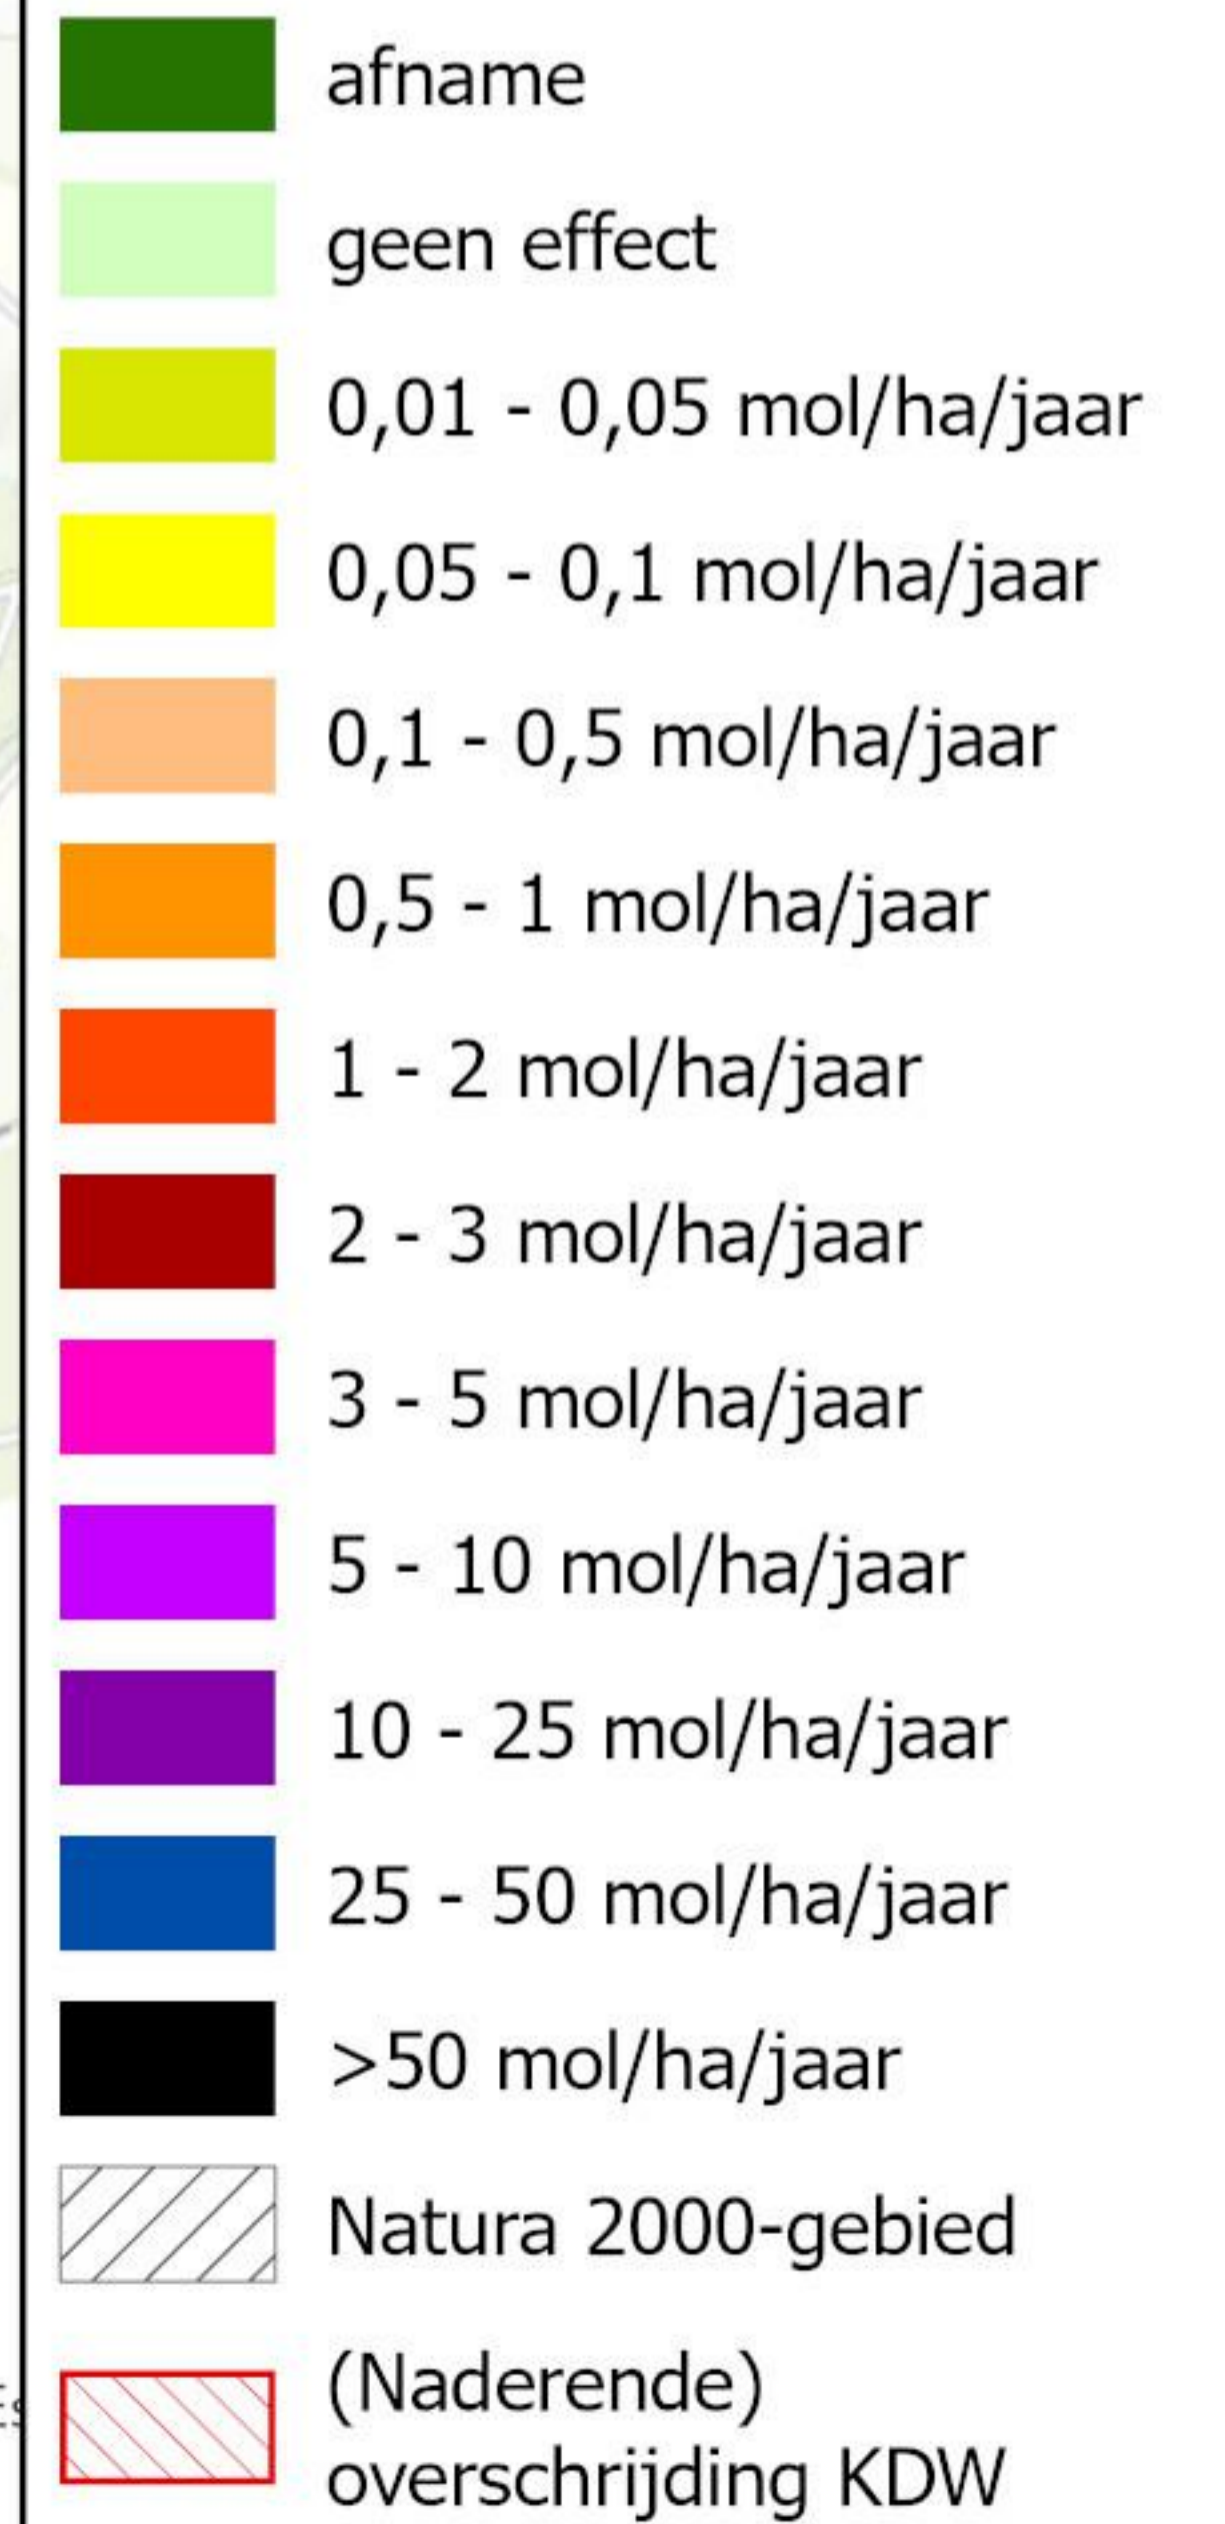 afname
geen effect
0,01 - 0,05 mol/ha/jaar
0,05 - 0,1 mol/ha/jaar
0,1 - 0,5 mol/ha/jaar
0,5 - 1 mol/ha/jaar
1 - 2 mol/ha/jaar
2 - 3 mol/ha/jaar
3 - 5 mol/ha/jaar
5 - 10 mol/ha/jaar
10 - 25 mol/ha/jaar
25 - 50 mol/ha/jaar
>50 mol/ha/jaar
Natura 2000-gebied
(Naderende)
overschrijding KDW